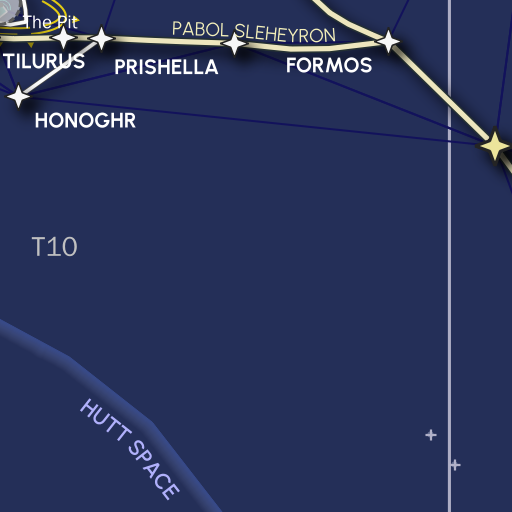 The Pit
PABOL SLEHEYRON
TILURUS
PRISHELLA
FORMOS
HONOGHR
T10
HUTT SPACE